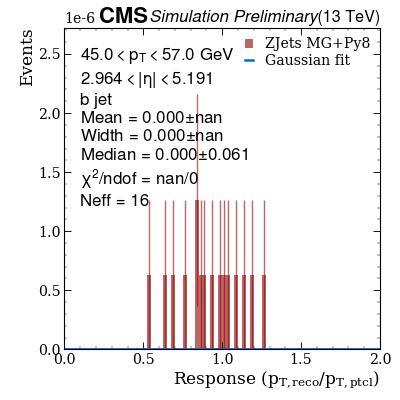 1e-6 CMS Simulation Preliminary (13 TeV)
Events
ZJets MG+Py8
Gaussian fit
45.0 < pT < 57.0 GeV
2.964 < |η| < 5.191
b jet
Mean = 0.000±nan
Width = 0.000±nan
Median = 0.000±0.061
χ²/ndof = nan/0
Neff = 16
2.5
2.0
1.5
1.0
0.5
0.0
0.0 0.5 1.0 1.5 2.0
Response (pT,reco/pT,ptcl)